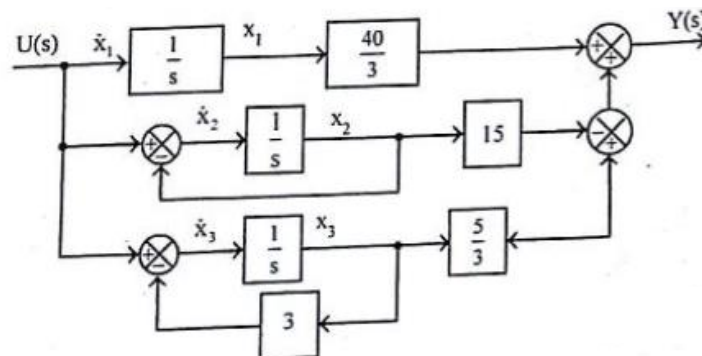 U(s) ẋ₁ 1/s x₁ 40/3 Y(s)
+ +
ẋ₂ 1/s x₂ 15
+ − − +
ẋ₃ 1/s x₃ 5/3
+ −
3